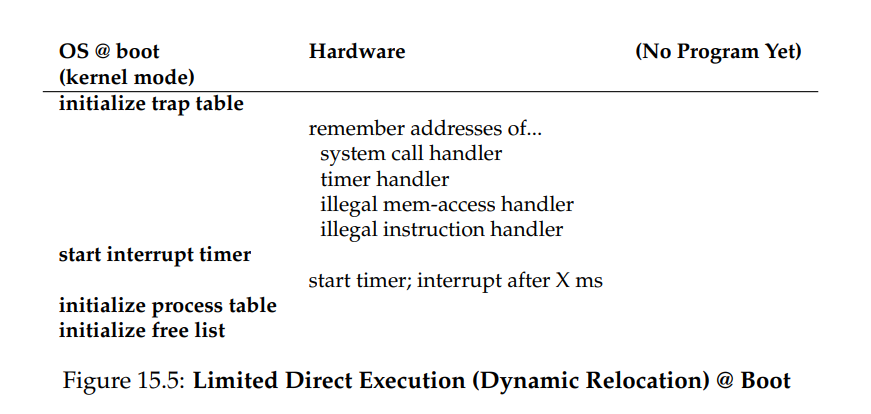 OS @ boot Hardware (No Program Yet)
(kernel mode)
initialize trap table
remember addresses of...
system call handler
timer handler
illegal mem-access handler
illegal instruction handler
start interrupt timer
start timer; interrupt after X ms
initialize process table
initialize free list
Figure 15.5: Limited Direct Execution (Dynamic Relocation) @ Boot